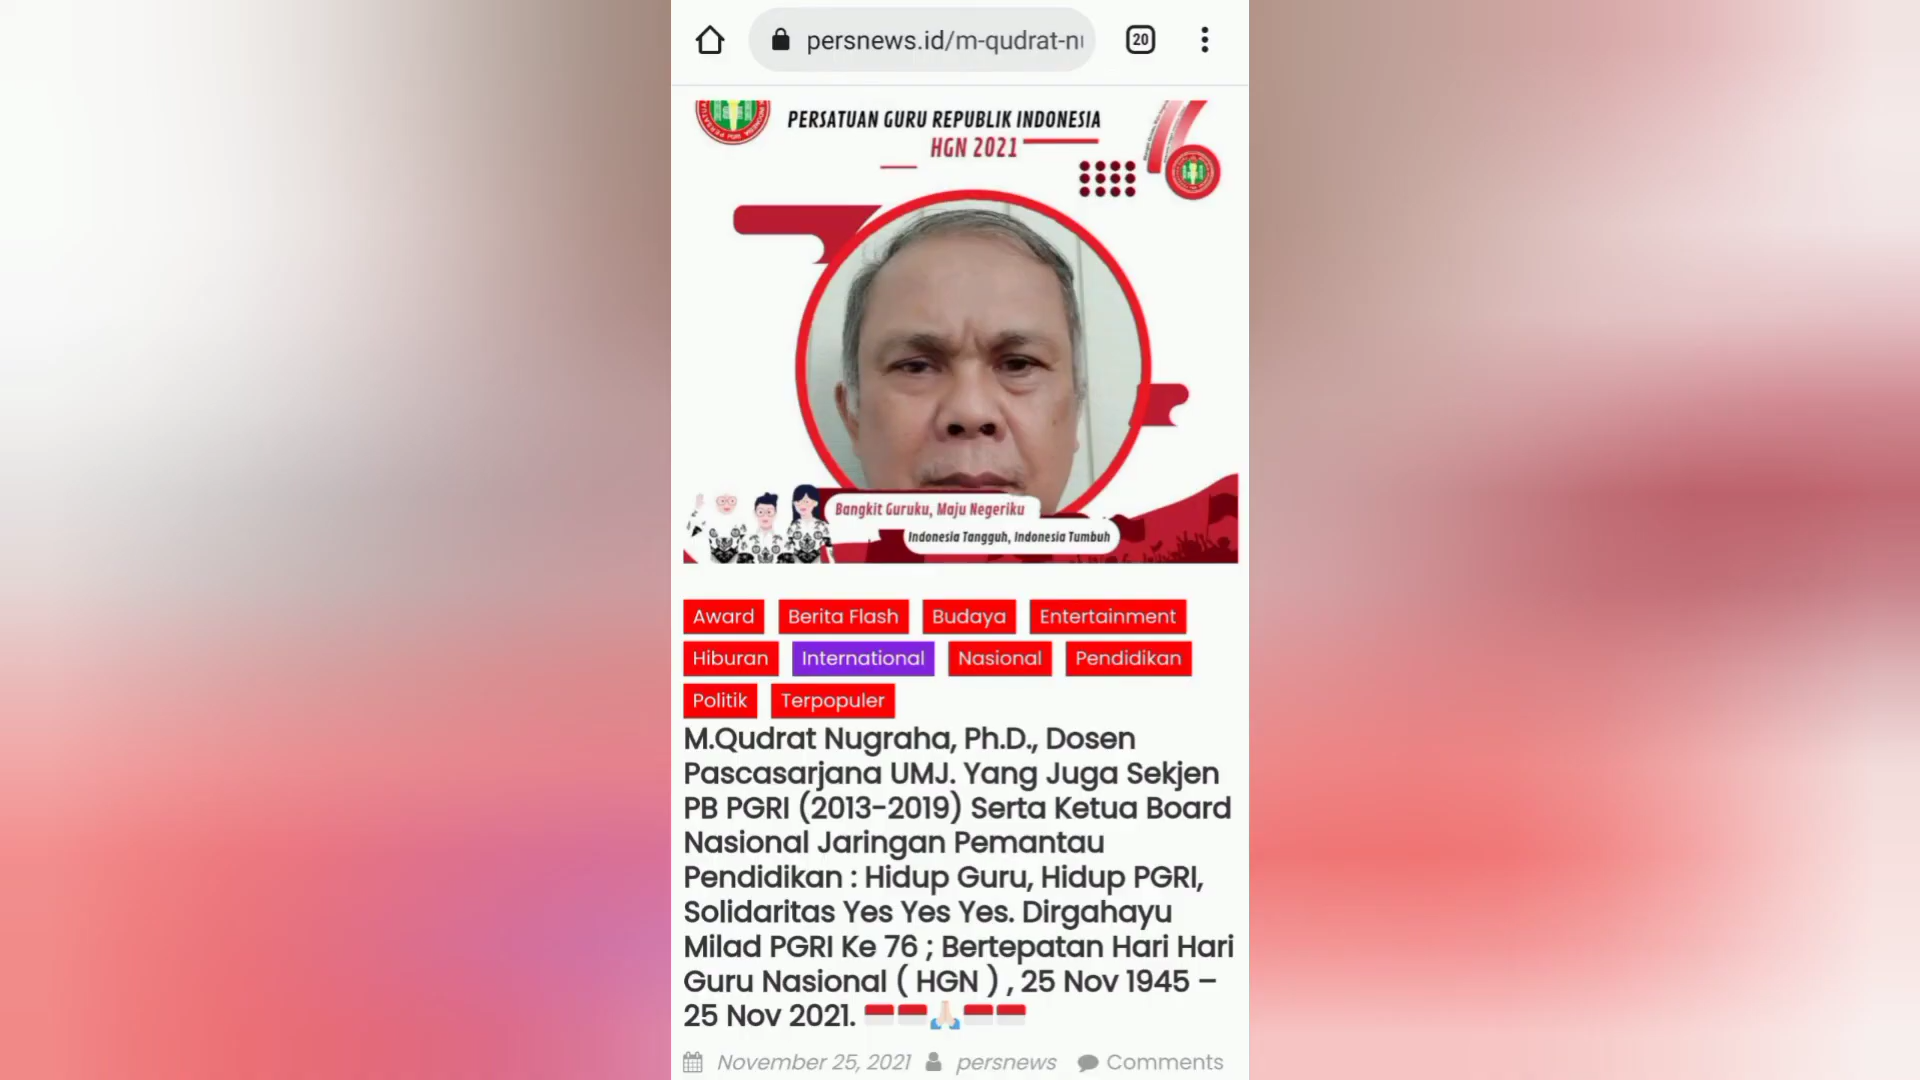 persnews.id/m-qudrat-nu
20
PERSATUAN GURU REPUBLIK INDONESIA
HGN 2021
Bangkit Guruku, Maju Negeriku
Indonesia Tangguh, Indonesia Tumbuh
Award Berita Flash Budaya Entertainment
Hiburan International Nasional Pendidikan
Politik Terpopuler
M.Qudrat Nugraha, Ph.D., Dosen
Pascasarjana UMJ. Yang Juga Sekjen
PB PGRI (2013-2019) Serta Ketua Board
Nasional Jaringan Pemantau
Pendidikan : Hidup Guru, Hidup PGRI,
Solidaritas Yes Yes Yes. Dirgahayu
Milad PGRI Ke 76 ; Bertepatan Hari Hari
Guru Nasional ( HGN ) , 25 Nov 1945 –
25 Nov 2021. 🇮🇩🇮🇩🙏🏻🇮🇩🇮🇩
November 25, 2021 persnews Comments